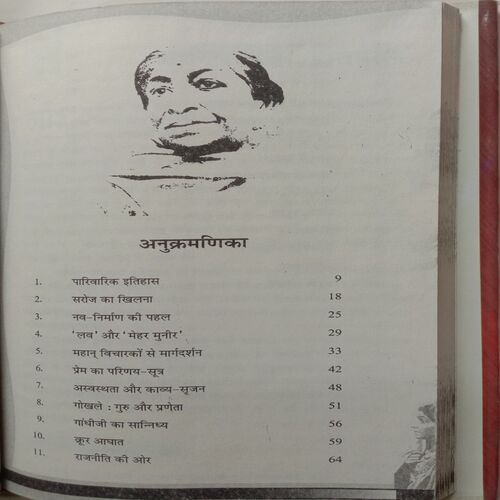 अनुक्रमणिका
1. पारिवारिक इतिहास 9
2. सरोज का खिलना 18
3. नव-निर्माण की पहल 25
4. ‘लव’ और ‘मेहर मुनीर’ 29
5. महान् विचारकों से मार्गदर्शन 33
6. प्रेम का परिणय-सूत्र 42
7. अस्वस्थता और काव्य-सृजन 48
8. गोखले : गुरु और प्रणेता 51
9. गांधीजी का सान्निध्य 56
10. क्रूर आघात 59
11. राजनीति की ओर 64